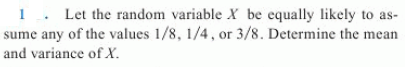 1 . Let the random variable X be equally likely to as-
sume any of the values 1/8, 1/4, or 3/8. Determine the mean
and variance of X.